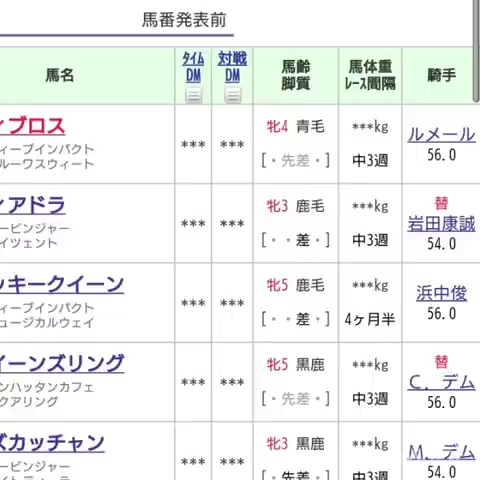 馬番発表前
馬名
ﾀｲﾑ
DM
対戦
DM
馬齢
脚質
馬体重
ﾚｰｽ間隔
騎手
ィブロス
ィープインパクト
ルーワスウィート
***
***
牝4 青毛
[・先差・]
***kg
中3週
ルメール
56.0
ィアドラ
ービンジャー
イツェント
***
***
牝3 鹿毛
[・・差・]
***kg
中3週
替
岩田康誠
54.0
ッキークイーン
ィープインパクト
ュージカルウェイ
***
***
牝5 鹿毛
[・・差・]
***kg
4ヶ月半
浜中俊
56.0
イーンズリング
ンハッタンカフェ
クアリング
***
***
牝5 黒鹿
[・先差・]
***kg
中3週
替
C．デム
56.0
ズカッチャン
ービンジャー
***
***
牝3 黒鹿
[・先差・]
***kg
中3週
M．デム
54.0